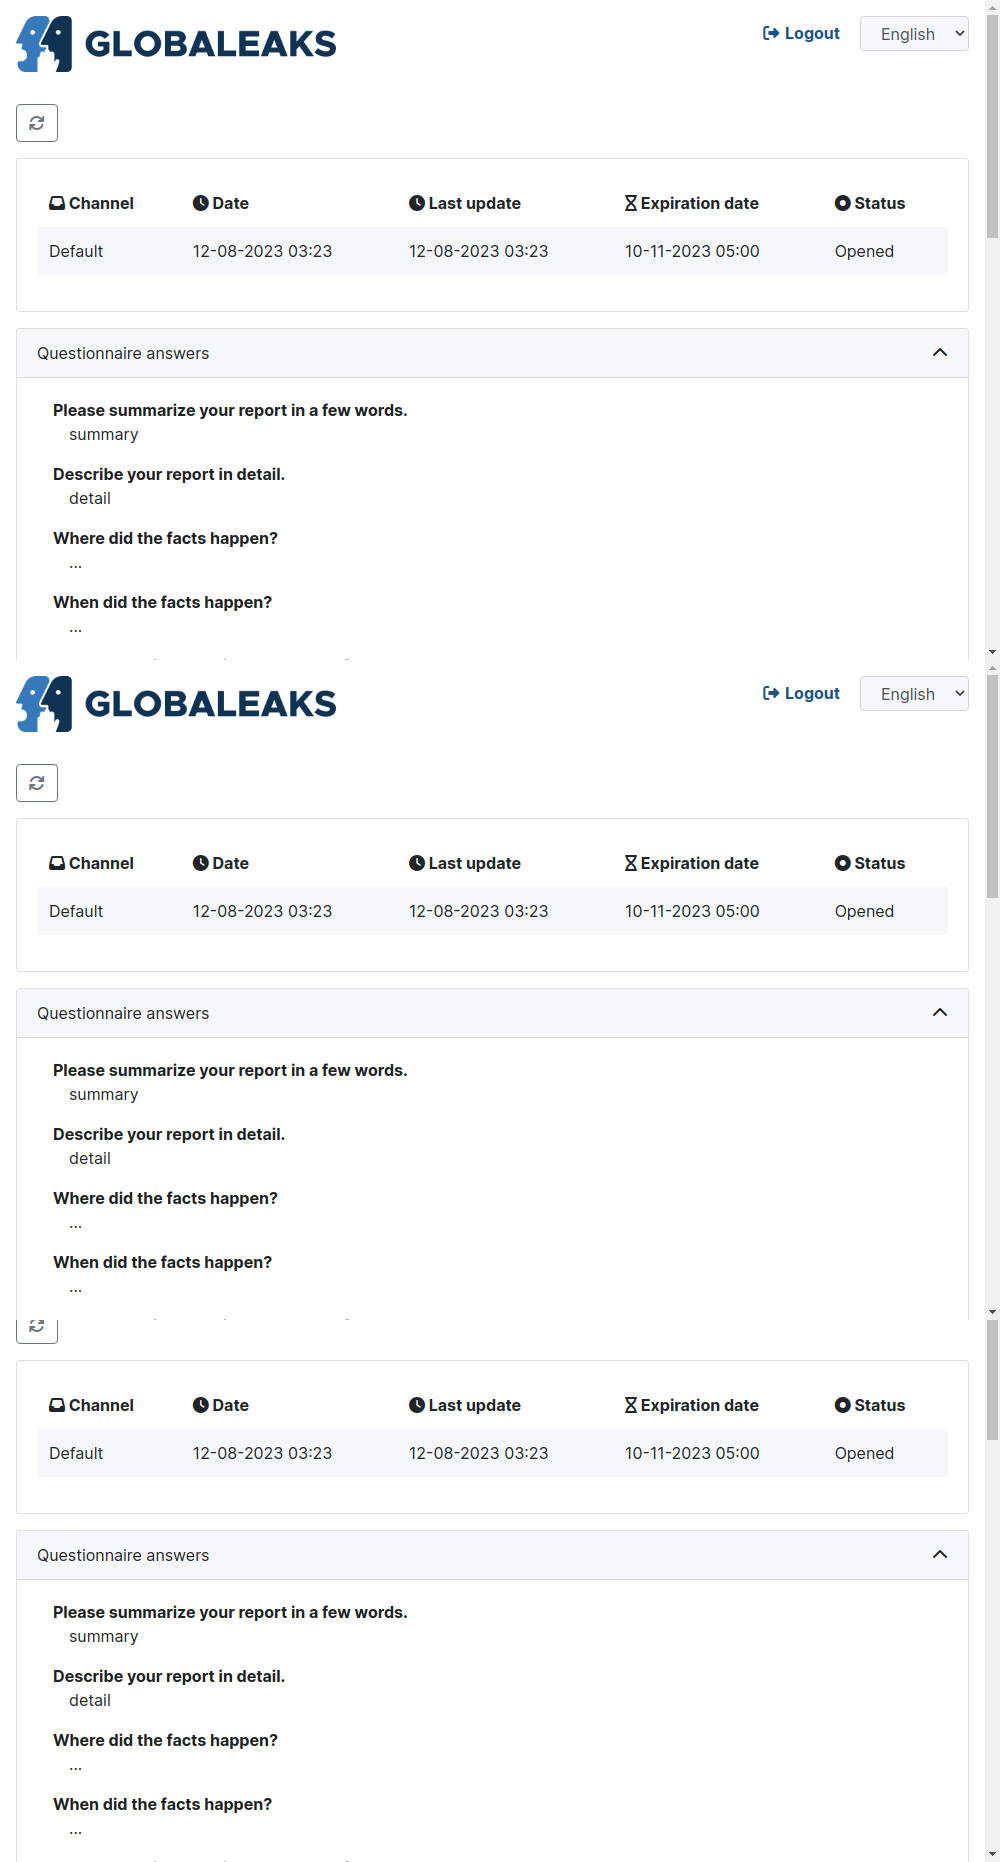 GLOBALEAKS
Logout English
Channel Date Last update Expiration date Status
Default 12-08-2023 03:23 12-08-2023 03:23 10-11-2023 05:00 Opened
Questionnaire answers
Please summarize your report in a few words.
summary
Describe your report in detail.
detail
Where did the facts happen?
...
When did the facts happen?
...
GLOBALEAKS
Logout English
Channel Date Last update Expiration date Status
Default 12-08-2023 03:23 12-08-2023 03:23 10-11-2023 05:00 Opened
Questionnaire answers
Please summarize your report in a few words.
summary
Describe your report in detail.
detail
Where did the facts happen?
...
When did the facts happen?
...
Channel Date Last update Expiration date Status
Default 12-08-2023 03:23 12-08-2023 03:23 10-11-2023 05:00 Opened
Questionnaire answers
Please summarize your report in a few words.
summary
Describe your report in detail.
detail
Where did the facts happen?
...
When did the facts happen?
...